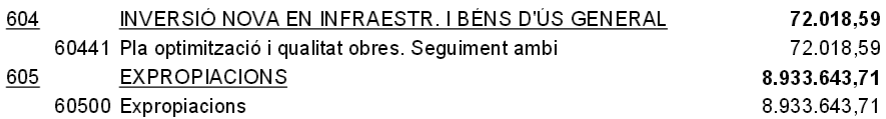 604 INVERSIÓ NOVA EN INFRAESTR. I BÉNS D'ÚS GENERAL 72.018,59
60441 Pla optimització i qualitat obres. Seguiment ambi 72.018,59
605 EXPROPIACIONS 8.933.643,71
60500 Expropiacions 8.933.643,71